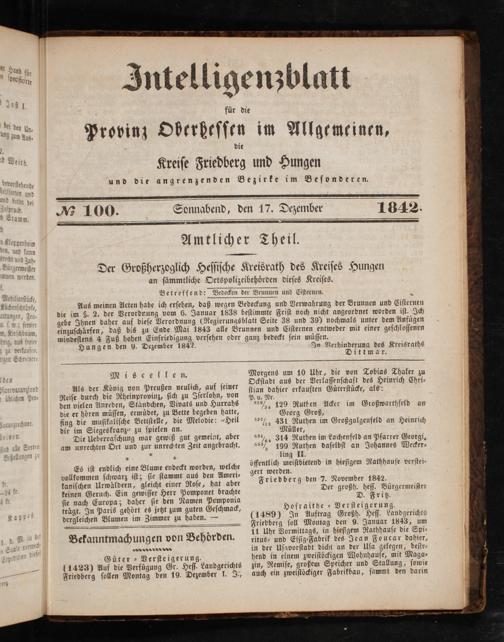 Intelligenzblatt
für die
Provinz Oberhessen im Allgemeinen,
die
Kreise Friedberg und Hungen
und die angrenzenden Bezirke im Besonderen.
№ 100. Sonnabend, den 17. Dezember 1842.
Amtlicher Theil.
Der Großherzoglich Hessische Kreisrath des Kreises Hungen
an sämmtliche Ortspolizeibehörden dieses Kreises.
Betreffend: Bedecken der Brunnen und Cisternen.
Aus meinen Acten habe ich ersehen, daß wegen Bedeckung und Verwahrung der Brunnen und Cisternen
die im §. 2. der Verordnung vom 6. Januar 1838 bestimmte Frist noch nicht angeordnet worden ist. Ich
gebe Ihnen daher auf diese Verordnung (Regierungsblatt Seite 38 und 39) nochmals unter dem Anfügen
einzuschärfen, daß bis zu Ende Mai 1843 alle Brunnen und Cisternen entweder mit einer geschlossenen
mindestens 4 Fuß hohen Einfriedigung versehen oder ganz bedeckt sein müssen.
Hungen den 9. Dezember 1842. In Verhinderung des Kreisraths
Dittmar.
Miscellen.
Als der König von Preußen neulich, auf seiner
Reise durch die Rheinprovinz, sich zu Iserlohn, von
den vielen Anreden, Ständchen, Vivats und Hurrahs
die er hören müssen, ermüdet, zu Bette begeben hatte,
fing die musikalische Betstelle, die Melodie: »Heil
dir im Siegeskranz« zu spielen an.
Die Ueberraschung war gewiß gut gemeint, aber
am unrechten Ort und zur unrechten Zeit angebracht.
* * *
Es ist endlich eine Blume endeckt worden, welche
vollkommen schwarz ist; sie stammt aus den Ameri-
kanischen Urwäldern, gleicht einer Rose, hat aber
keinen Geruch. Ein gewisser Herr Pomponet brachte
sie nach Europa; daher sie den Namen Pomponia
trägt. In Paris gehört es jetzt zum guten Geschmack,
dergleichen Blumen im Zimmer zu haben. —
Bekanntmachungen von Behörden.
Güter-Versteigerung.
(1423) Auf die Verfügung Gr. Hess. Landgerichts
Friedberg sollen Montag den 19. Dezember l. J.,
Morgens um 10 Uhr, die von Tobias Thaler zu
Ockstadt aus der Verlassenschaft des Heinrich Chri-
stian dahier erkauften Güterstücke, als:
P. u. Nr.
129 Ruthen Acker im Großwarthfeld an
Georg Groß,
431 Ruthen im Großgalgenfeld an Heinrich
Müller,
314 Ruthen im Lachenfeld an Pfarrer Georgi,
199 Ruthen daselbst an Johannes Wecker-
ling II.
öffentlich meistbietend in hiesigem Rathhause verstei-
gert werden.
Friedberg den 7. November 1842.
Der großh. hess. Bürgermeister
D. Fritz.
Hofraithe-Versteigerung.
(1489) In Auftrag Großh. Hess. Landgerichts
Friedberg soll Montag den 9. Januar 1843, um
11 Uhr Vormittags, in hiesigem Rathhause die Spi-
ritus- und Essig-Fabrik des Jean Foucar dahier,
in der Usvorstadt dicht an der Usa gelegen, beste-
hend in einem zweistöckigen Wohnhause, mit Maga-
zin, Remise, großem Speicher und Stallung, sowie
auch ein zweistöckiger Fabrikbau, sammt den darin